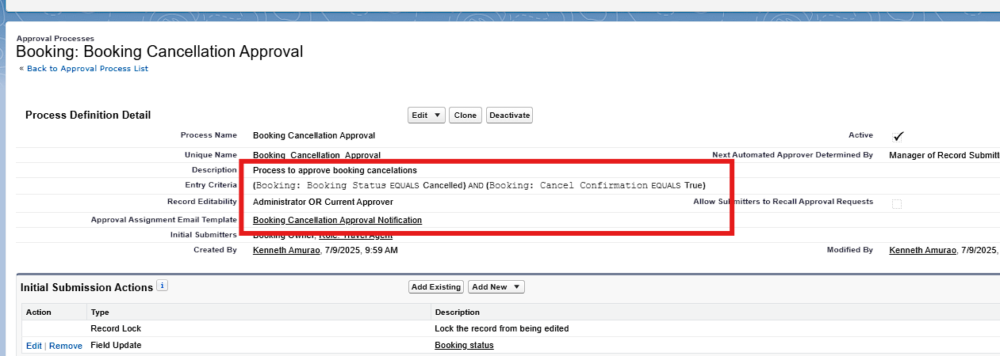 Approval Processes
Booking: Booking Cancellation Approval
« Back to Approval Process List
Process Definition Detail Edit Clone Deactivate
Process Name Booking Cancellation Approval Active
Unique Name Booking_Cancellation_Approval Next Automated Approver Determined By Manager of Record Submitt
Description Process to approve booking cancelations
Entry Criteria (Booking: Booking Status EQUALS Cancelled) AND (Booking: Cancel Confirmation EQUALS True)
Record Editability Administrator OR Current Approver Allow Submitters to Recall Approval Requests
Approval Assignment Email Template Booking Cancellation Approval Notification
Initial Submitters Booking Owner, Role: Travel Agent
Created By Kenneth Amurao, 7/9/2025, 9:59 AM Modified By Kenneth Amurao, 7/9/2025,
Initial Submission Actions i Add Existing Add New
Action Type Description
Record Lock Lock the record from being edited
Edit | Remove Field Update Booking status